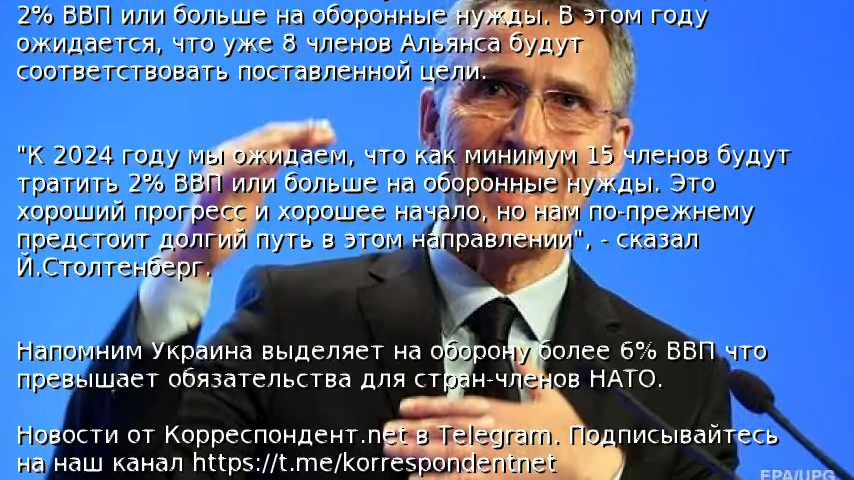 2% ВВП или больше на оборонные нужды. В этом году
ожидается, что уже 8 членов Альянса будут
соответствовать поставленной цели.
"К 2024 году мы ожидаем, что как минимум 15 членов будут
тратить 2% ВВП или больше на оборонные нужды. Это
хороший прогресс и хорошее начало, но нам по-прежнему
предстоит долгий путь в этом направлении", - сказал
Й.Столтенберг.
Напомним Украина выделяет на оборону более 6% ВВП что
превышает обязательства для стран-членов НАТО.
Новости от Корреспондент.net в Telegram. Подписывайтесь
на наш канал https://t.me/korrespondentnet
EPA/UPG